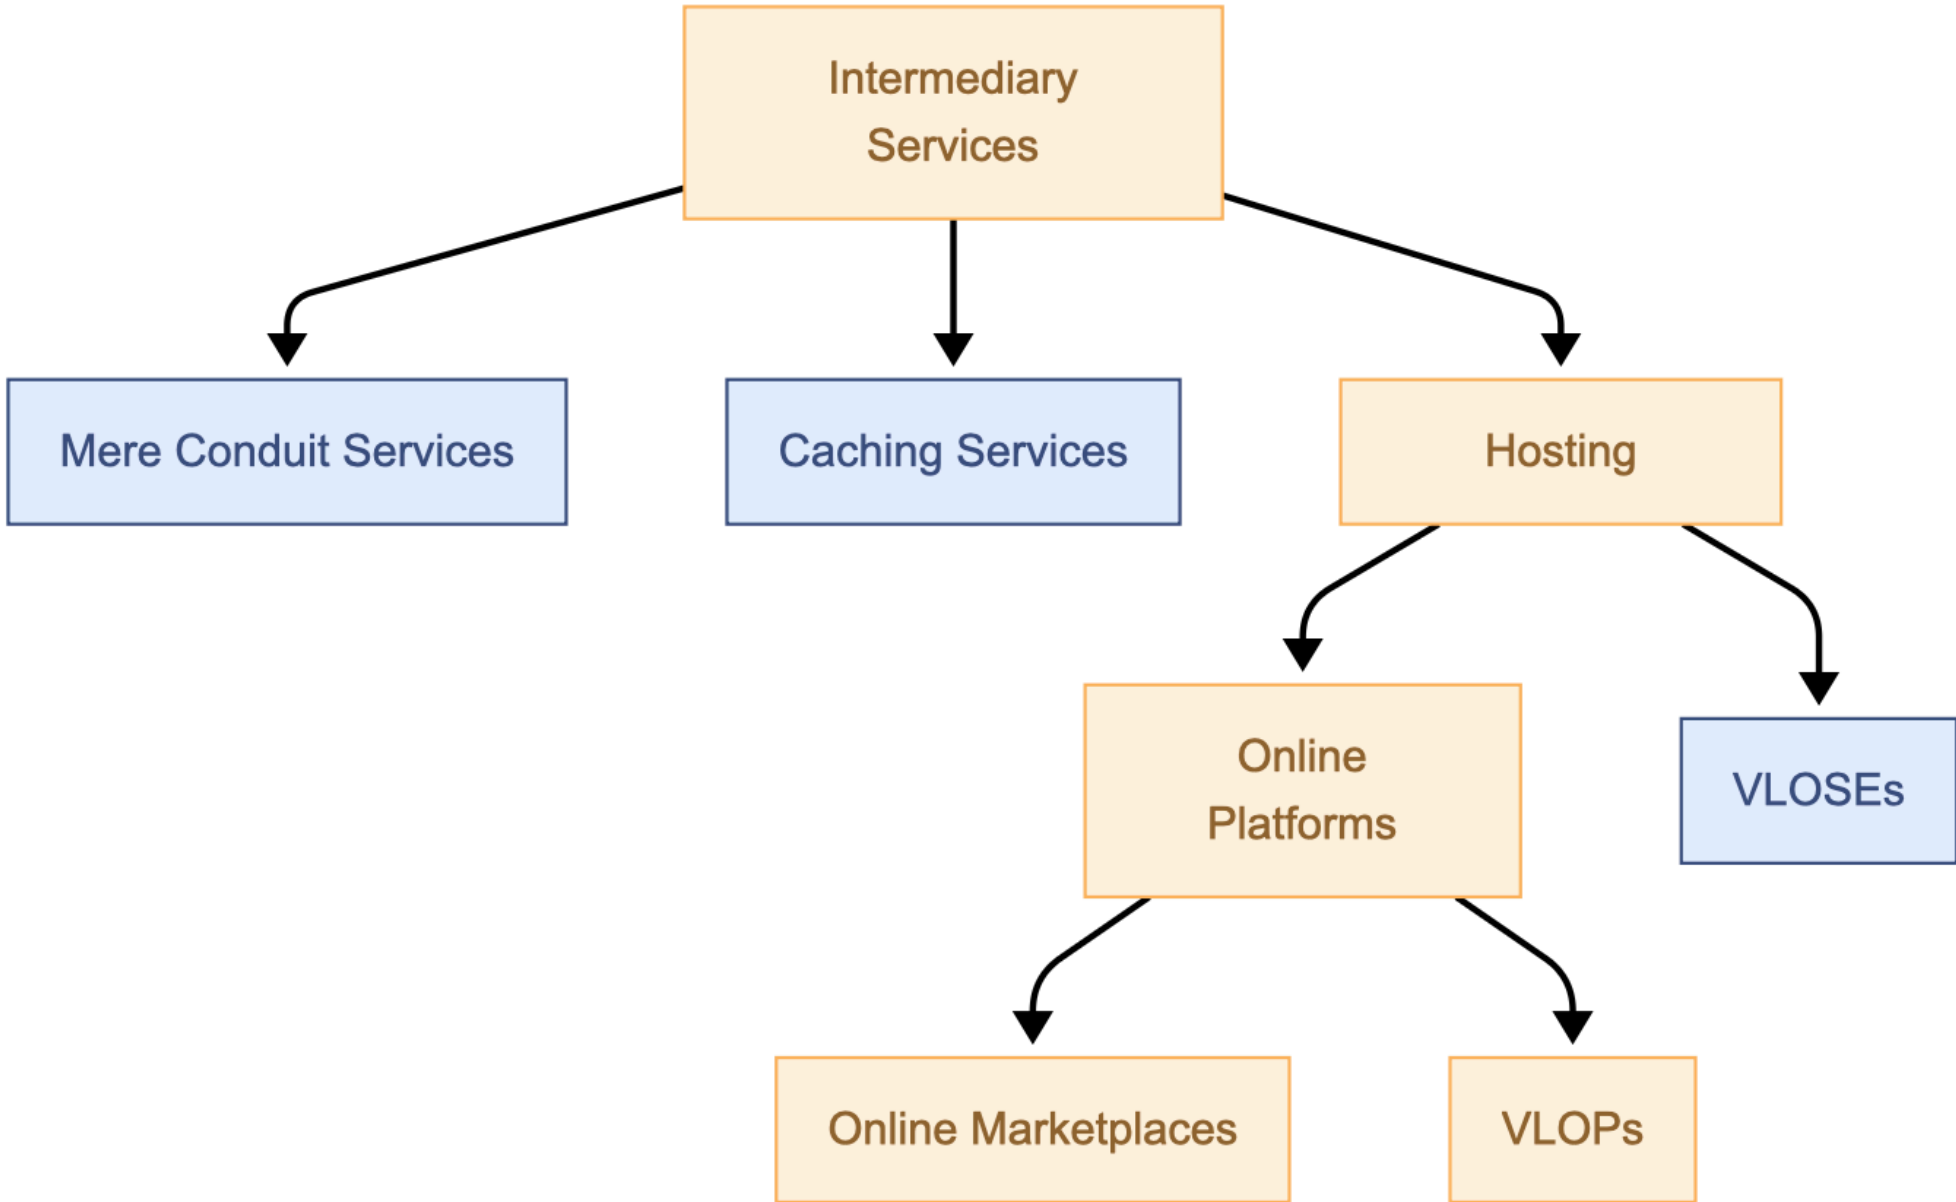 Intermediary
Services
Mere Conduit Services
Caching Services
Hosting
Online
Platforms
VLOSEs
Online Marketplaces
VLOPs